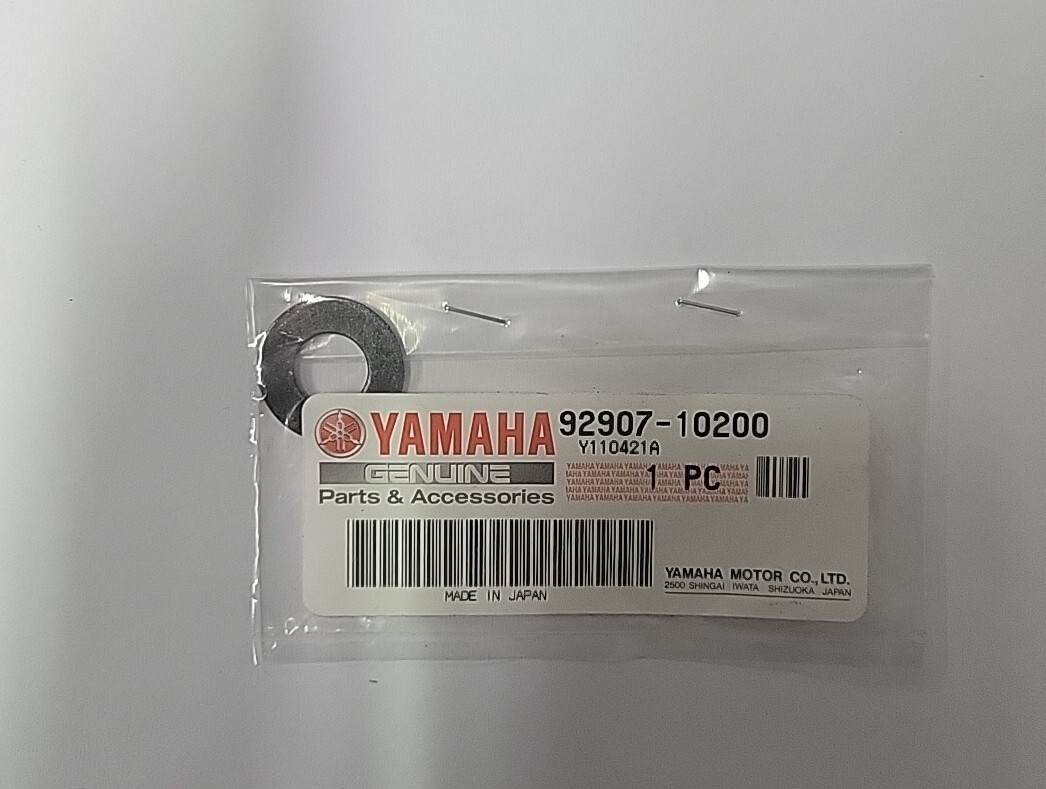 YAMAHA 92907-10200
Y110421A
GENUINE
1 PC
Parts & Accessories
MADE IN JAPAN
YAMAHA MOTOR CO., LTD.
2500 SHINGAI IWATA SHIZUOKA JAPAN